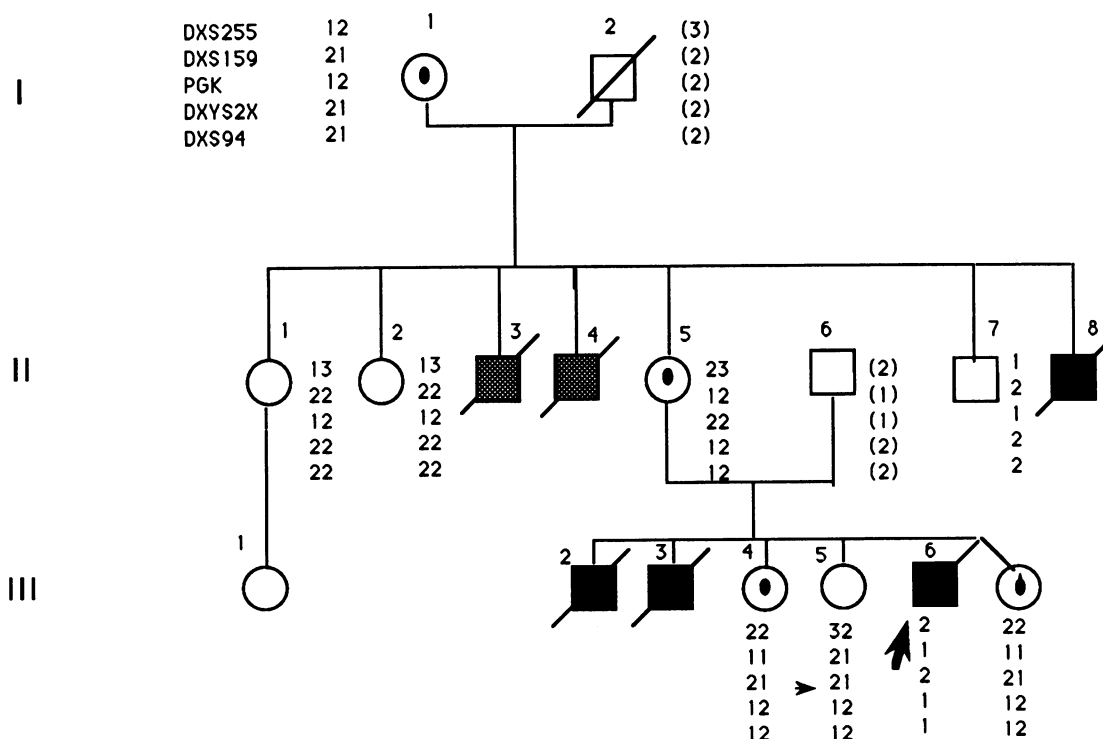 DXS255 12 1 2 (3)
DXS159 21 (2)
I PGK 12 (2)
DXYS2X 21 (2)
DXS94 21 (2)
1 2 3 4 5 6 7 8
II 13 13 23 (2) 1
22 22 12 (1) 2
12 12 22 (1) 1
22 22 12 (2) 2
22 22 12 (2) 2
1 2 3 4 5 6
III
22 32 2 22
11 21 1 11
21 21 2 21
12 12 1 12
12 12 1 12